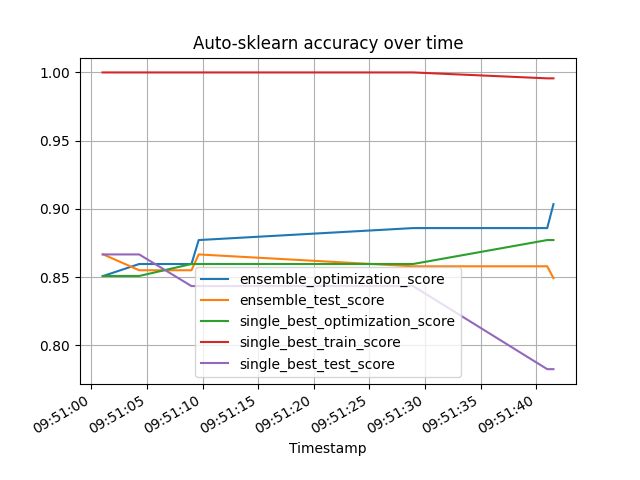 Auto-sklearn accuracy over time
1.00
0.95
0.90
0.85
0.80
ensemble_optimization_score
ensemble_test_score
single_best_optimization_score
single_best_train_score
single_best_test_score
09:51:00
09:51:05
09:51:10
09:51:15
09:51:20
09:51:25
09:51:30
09:51:35
09:51:40
Timestamp